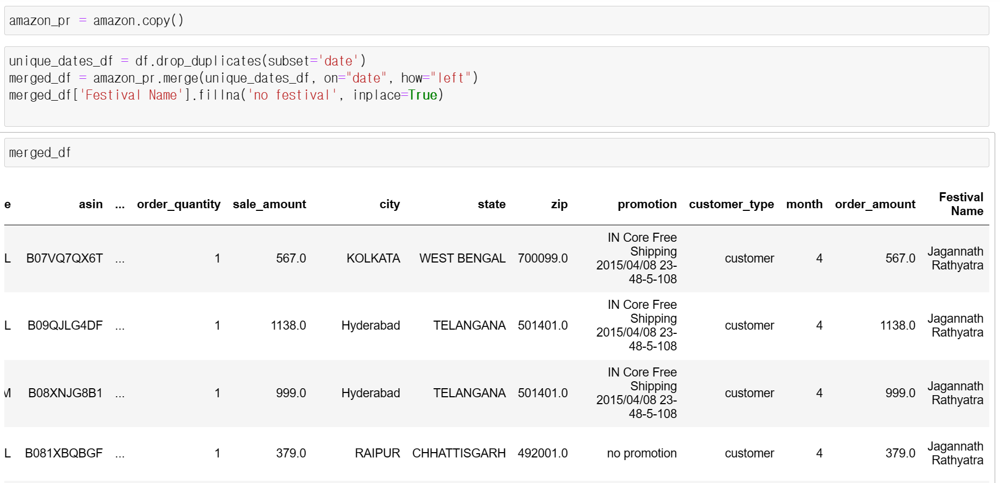 amazon_pr = amazon.copy()
unique_dates_df = df.drop_duplicates(subset='date')
merged_df = amazon_pr.merge(unique_dates_df, on="date", how="left")
merged_df['Festival Name'].fillna('no festival', inplace=True)
merged_df
e asin ... order_quantity sale_amount city state zip promotion customer_type month order_amount Festival Name
L B07VQ7QX6T ... 1 567.0 KOLKATA WEST BENGAL 700099.0 IN Core Free Shipping 2015/04/08 23-48-5-108 customer 4 567.0 Jagannath Rathyatra
L B09QJLG4DF ... 1 1138.0 Hyderabad TELANGANA 501401.0 IN Core Free Shipping 2015/04/08 23-48-5-108 customer 4 1138.0 Jagannath Rathyatra
M B08XNJG8B1 ... 1 999.0 Hyderabad TELANGANA 501401.0 IN Core Free Shipping 2015/04/08 23-48-5-108 customer 4 999.0 Jagannath Rathyatra
L B081XBQBGF ... 1 379.0 RAIPUR CHHATTISGARH 492001.0 no promotion customer 4 379.0 Jagannath Rathyatra